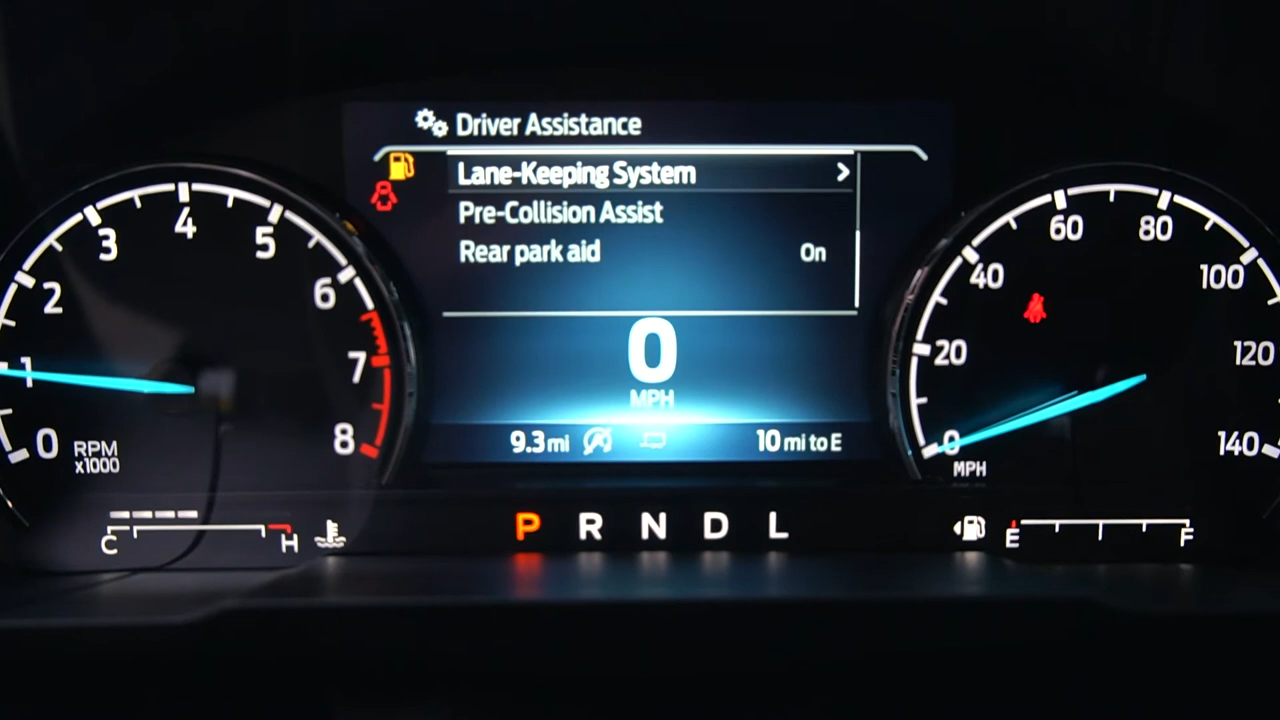 Driver Assistance
Lane-Keeping System >
Pre-Collision Assist
Rear park aid On
0
MPH
9.3 mi 10 mi to E
0 1 2 3 4 5 6 7 8
RPM
x1000
0 20 40 60 80 100 120 140
MPH
C H
P R N D L
E F